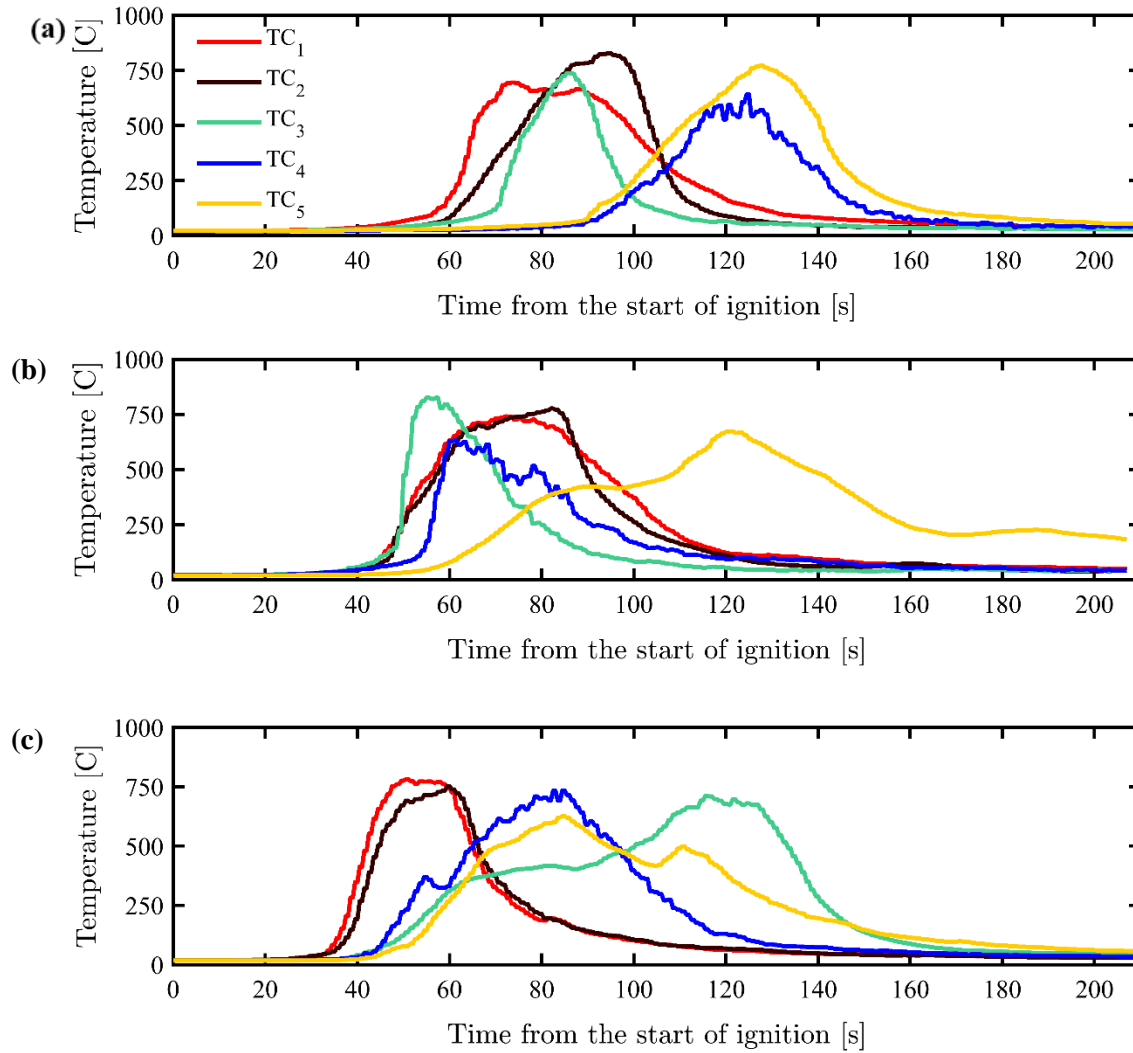 (a)
Temperature [C]
1000
750
500
250
0
TC1
TC2
TC3
TC4
TC5
0 20 40 60 80 100 120 140 160 180 200
Time from the start of ignition [s]
(b)
Temperature [C]
1000
750
500
250
0
0 20 40 60 80 100 120 140 160 180 200
Time from the start of ignition [s]
(c)
Temperature [C]
1000
750
500
250
0
0 20 40 60 80 100 120 140 160 180 200
Time from the start of ignition [s]